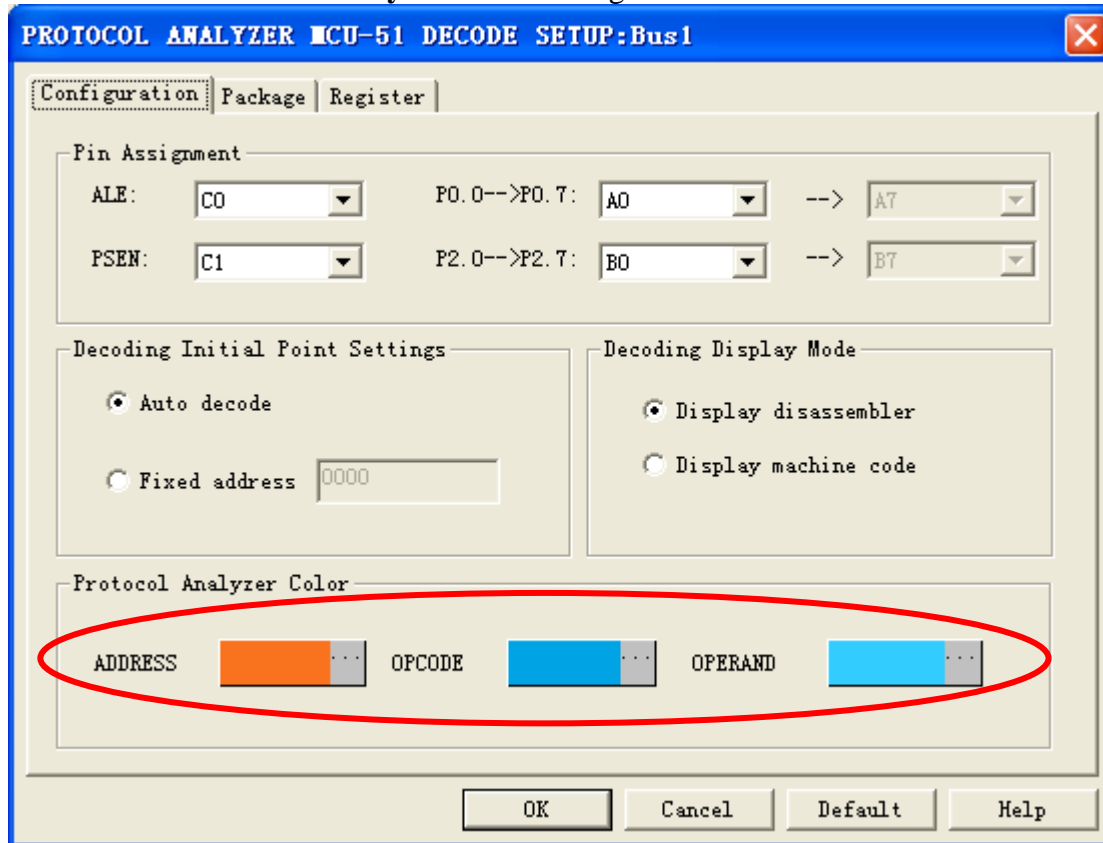 PROTOCOL ANALYZER MCU-51 DECODE SETUP:Bus1
Configuration Package Register
Pin Assignment
ALE: C0 P0.0-->P0.7: A0 --> A7
PSEN: C1 P2.0-->P2.7: B0 --> B7
Decoding Initial Point Settings Decoding Display Mode
Auto decode
Display disassembler
Fixed address 0000
Display machine code
Protocol Analyzer Color
ADDRESS ... OPCODE ... OPERAND ...
OK Cancel Default Help